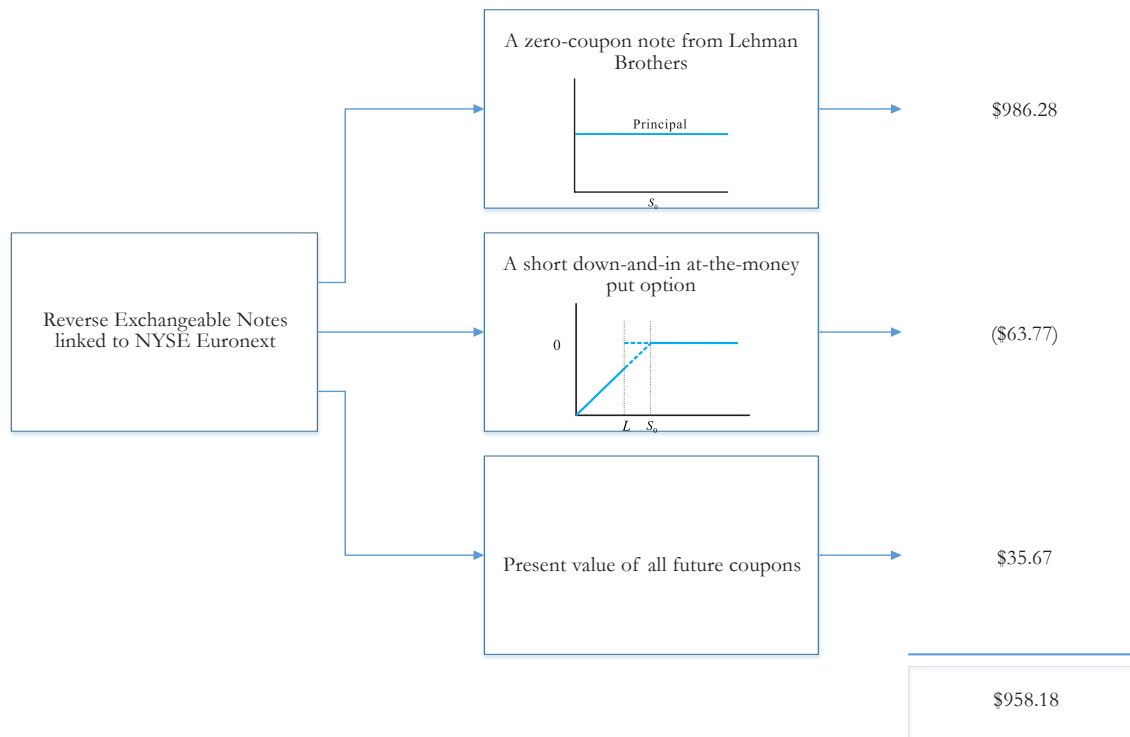 A zero-coupon note from Lehman
Brothers
Principal
S₀
$986.28
Reverse Exchangeable Notes
linked to NYSE Euronext
A short down-and-in at-the-money
put option
0
L S₀
($63.77)
Present value of all future coupons
$35.67
$958.18